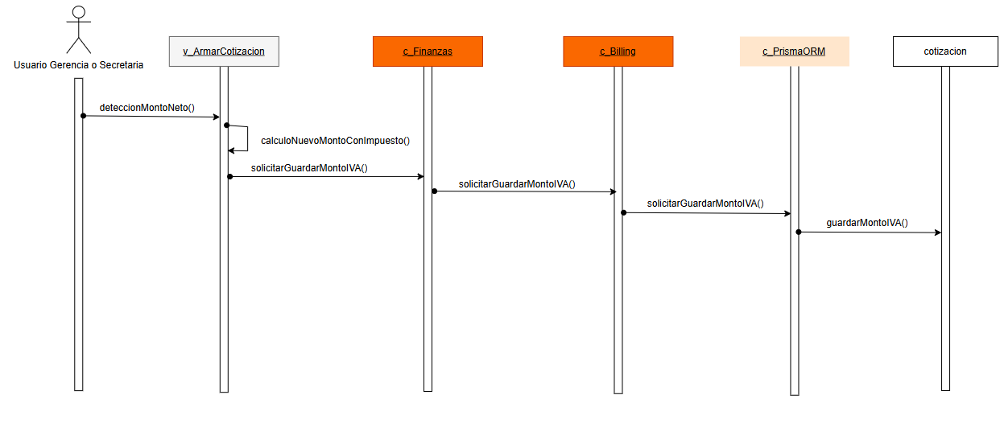 Usuario Gerencia o Secretaria
v_ArmarCotizacion
c_Finanzas
c_Billing
c_PrismaORM
cotizacion
deteccionMontoNeto()
calculoNuevoMontoConImpuesto()
solicitarGuardarMontoIVA()
solicitarGuardarMontoIVA()
solicitarGuardarMontoIVA()
guardarMontoIVA()